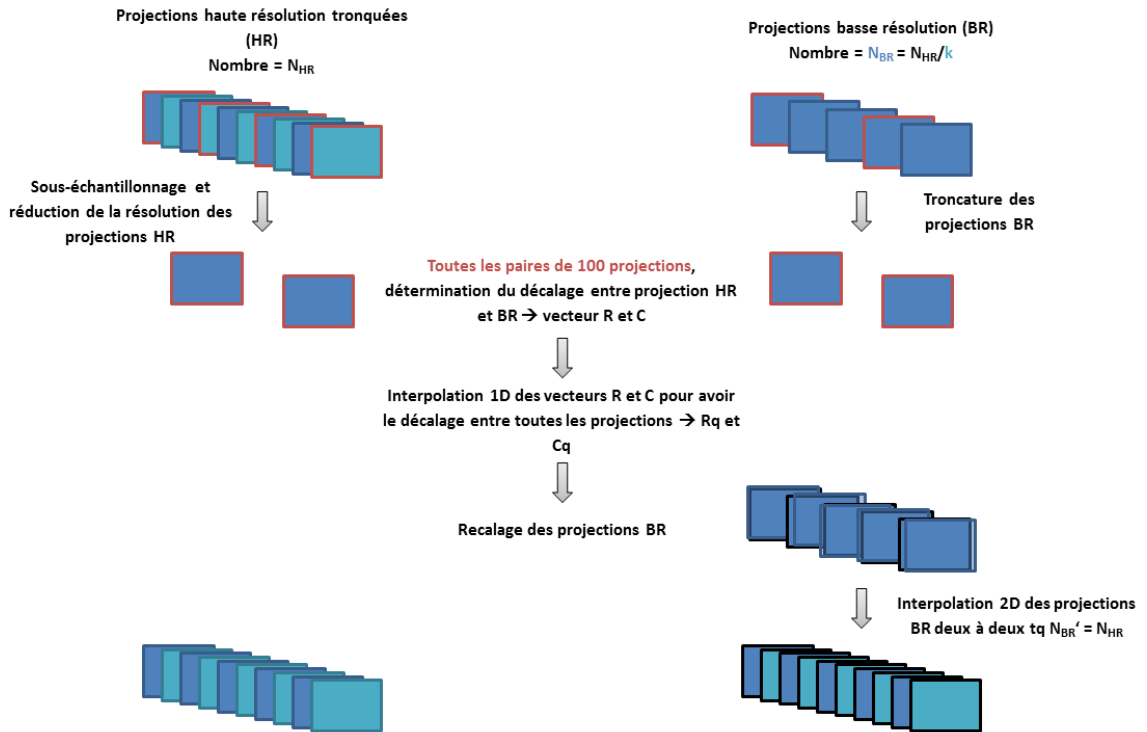 Projections haute résolution tronquées
(HR)
Nombre = NHR
Projections basse résolution (BR)
Nombre = NBR = NHR/k
Sous-échantillonnage et
réduction de la résolution des
projections HR
Troncature des
projections BR
Toutes les paires de 100 projections,
détermination du décalage entre projection HR
et BR → vecteur R et C
Interpolation 1D des vecteurs R et C pour avoir
le décalage entre toutes les projections → Rq et
Cq
Recalage des projections BR
Interpolation 2D des projections
BR deux à deux tq NBR' = NHR